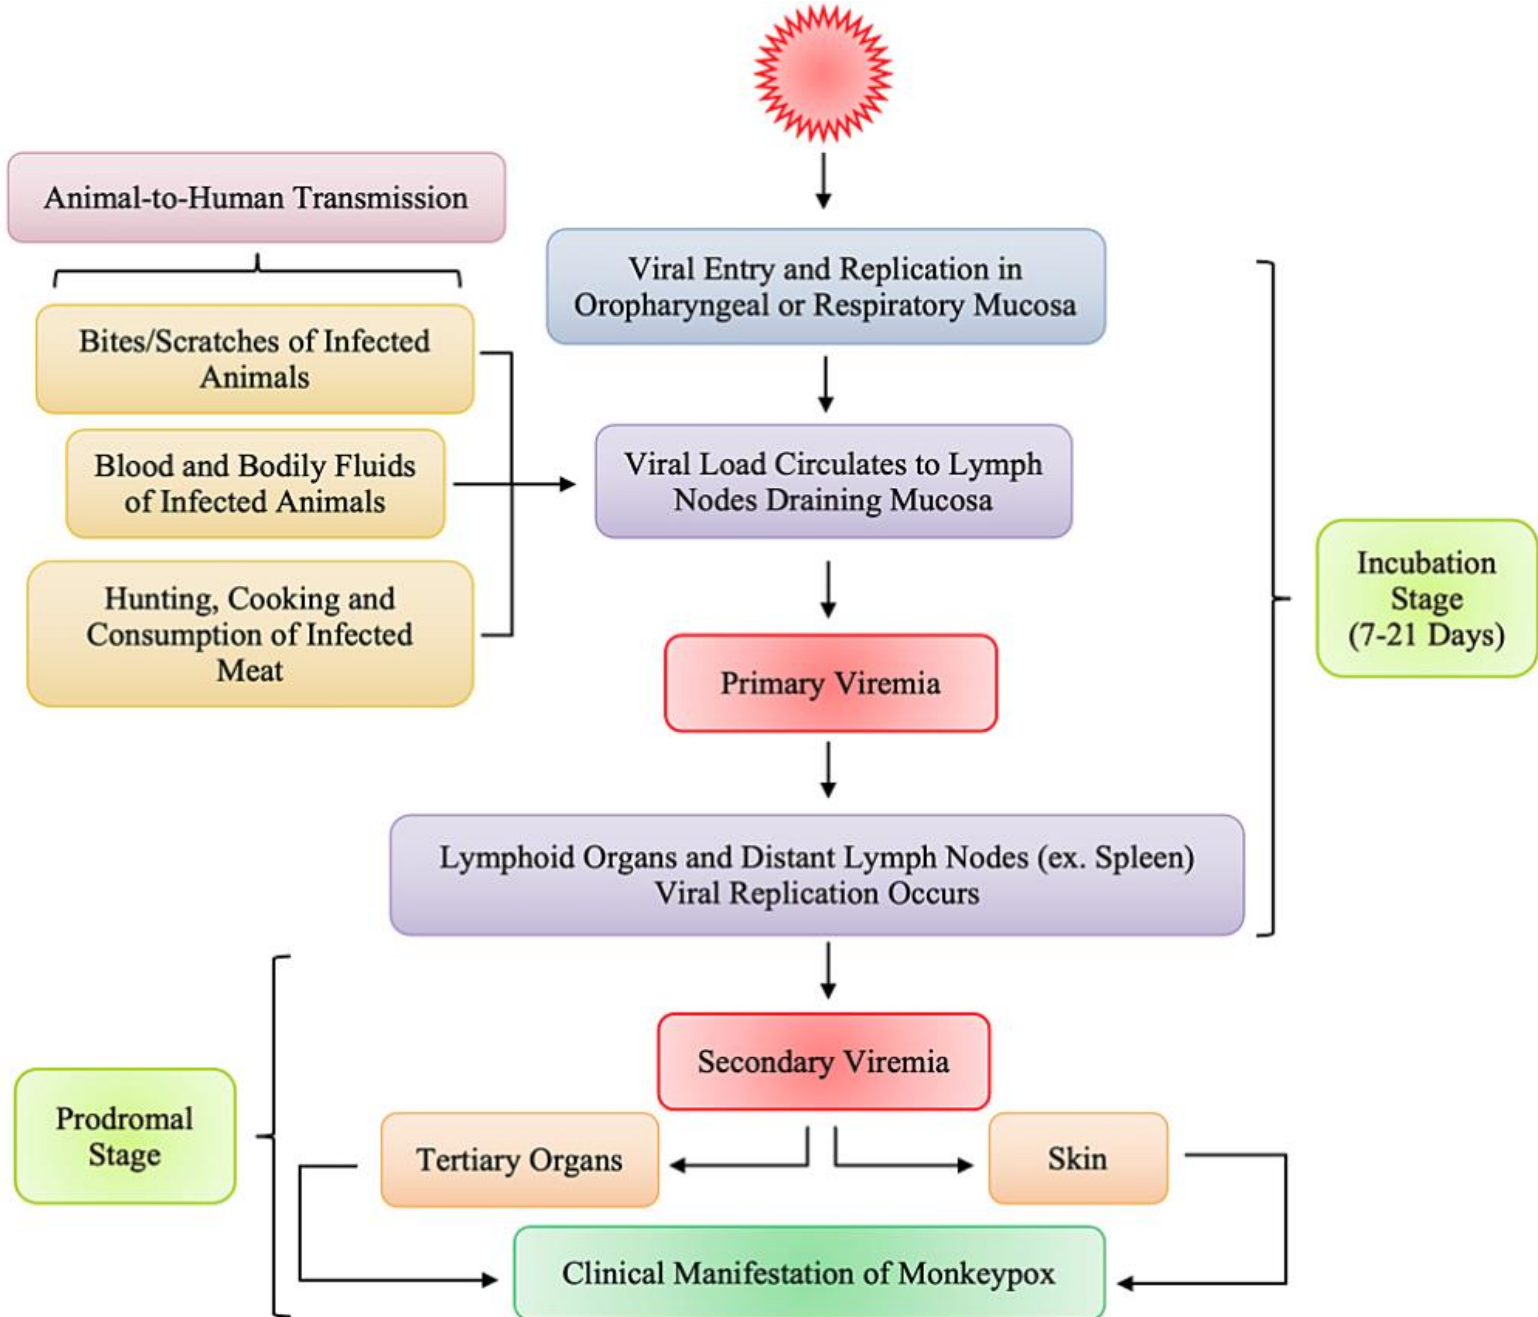 Animal-to-Human Transmission
Bites/Scratches of Infected
Animals
Blood and Bodily Fluids
of Infected Animals
Hunting, Cooking and
Consumption of Infected
Meat
Viral Entry and Replication in
Oropharyngeal or Respiratory Mucosa
Viral Load Circulates to Lymph
Nodes Draining Mucosa
Primary Viremia
Lymphoid Organs and Distant Lymph Nodes (ex. Spleen)
Viral Replication Occurs
Incubation
Stage
(7-21 Days)
Secondary Viremia
Prodromal
Stage
Tertiary Organs
Skin
Clinical Manifestation of Monkeypox